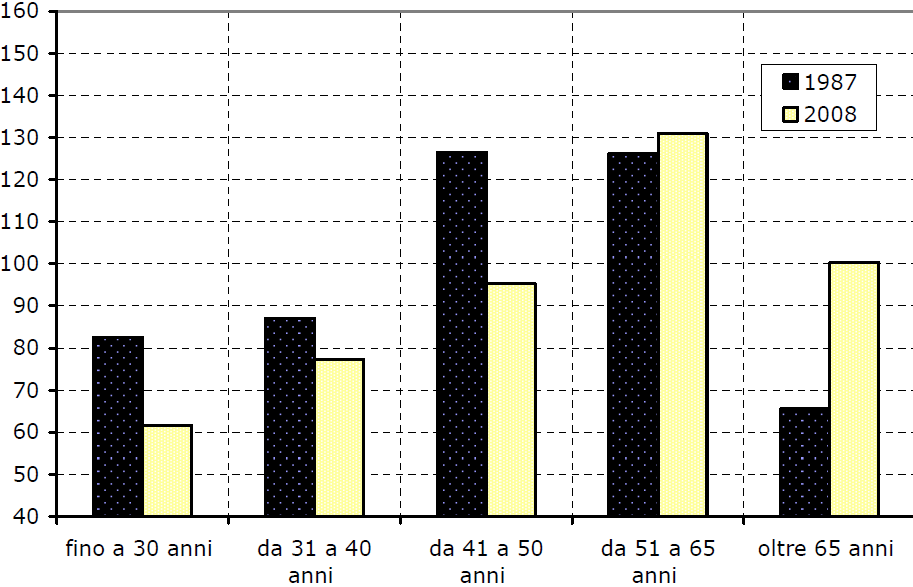 160
150
140
130
120
110
100
90
80
70
60
50
40
1987
2008
fino a 30 anni
da 31 a 40
anni
da 41 a 50
anni
da 51 a 65
anni
oltre 65 anni